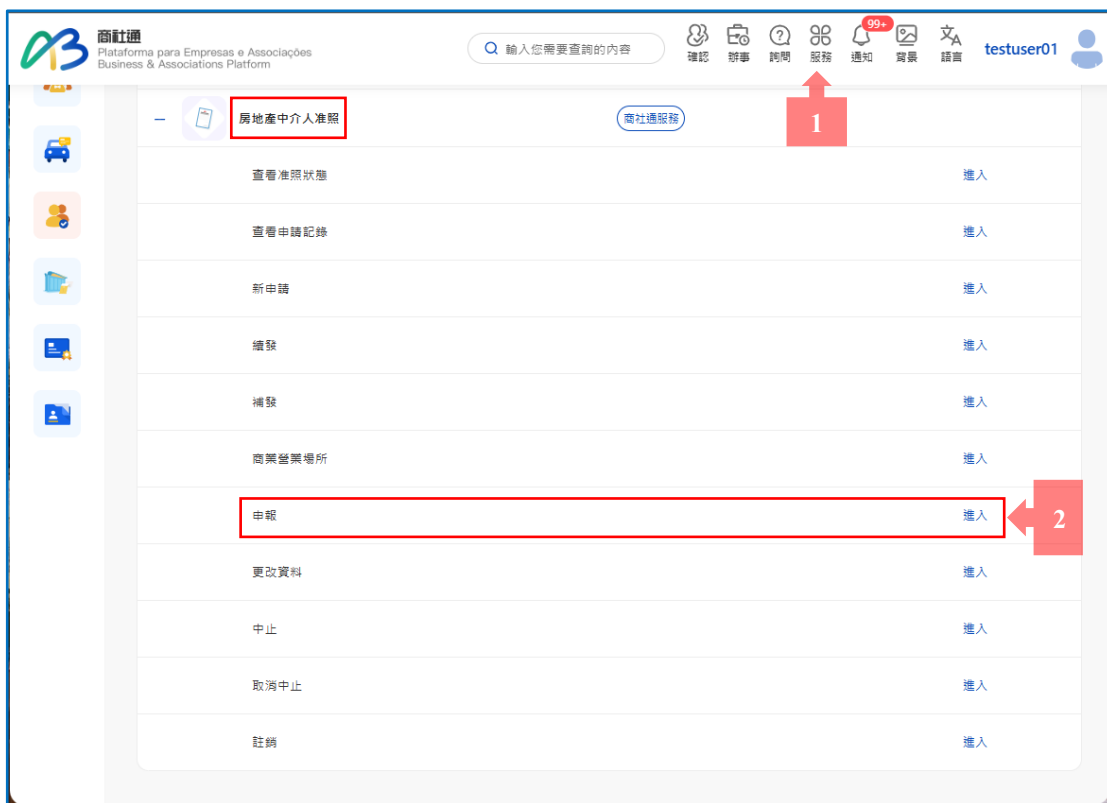 商社通
Plataforma para Empresas e Associações
Business & Associations Platform
輸入您需要查詢的內容
確認
辦事
詢問
服務
99+
通知
背景
語言
testuser01
1
房地產中介人准照
商社通服務
查看准照狀態 進入
查看申請記錄 進入
新申請 進入
續發 進入
補發 進入
商業營業場所 進入
申報 進入
2
更改資料 進入
中止 進入
取消中止 進入
註銷 進入